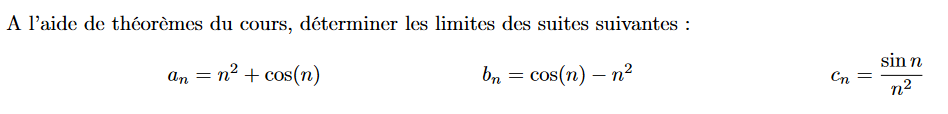 A l'aide de théorèmes du cours, déterminer les limites des suites suivantes :
aₙ = n² + cos(n) bₙ = cos(n) − n² cₙ = sin n / n²